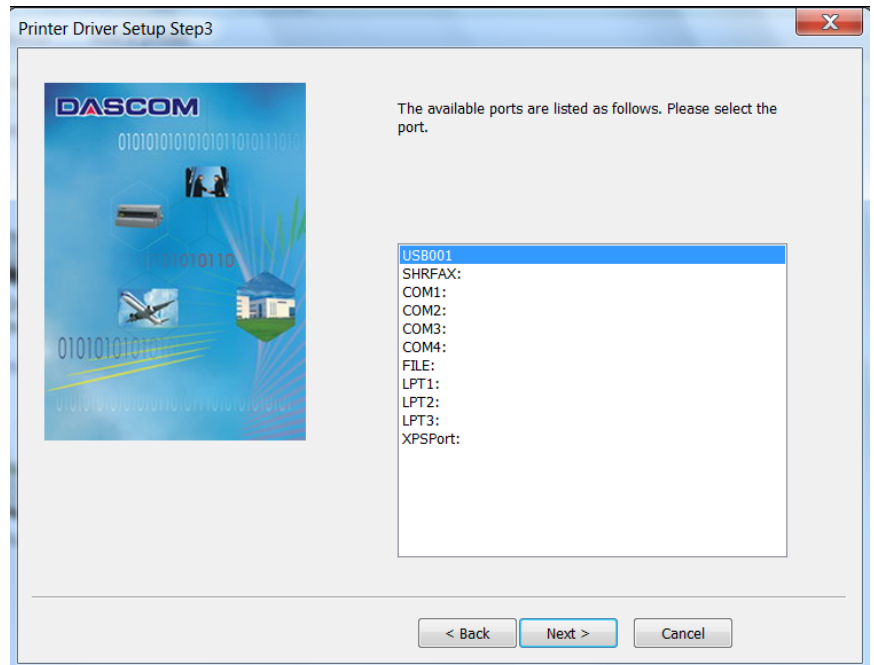 Printer Driver Setup Step3
X
DASCOM
The available ports are listed as follows. Please select the
port.
USB001
SHRFAX:
COM1:
COM2:
COM3:
COM4:
FILE:
LPT1:
LPT2:
LPT3:
XPSPort:
< Back
Next >
Cancel